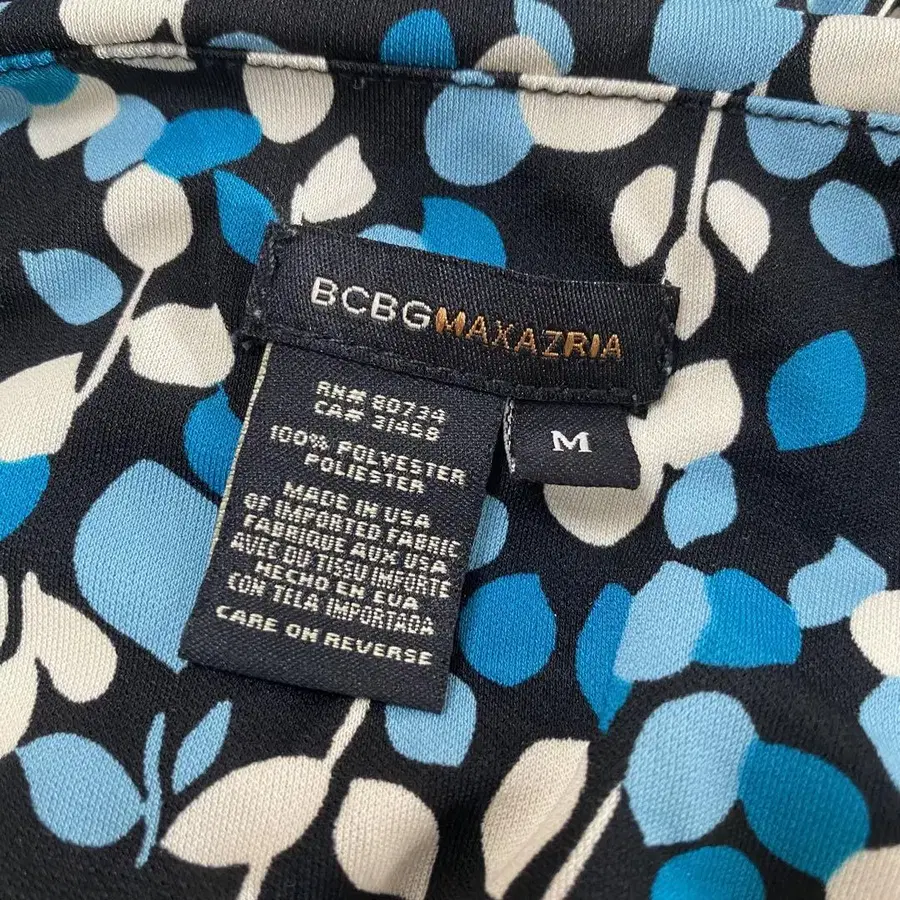 BCBGMAXAZRIA
M
RN# 80734
CA# 31458
100% POLYESTER
POLIESTER
MADE IN USA
OF IMPORTED FABRIC
FABRIQUE AUX USA
AVEC DU TISSU IMPORTE
HECHO EN EUA
CON TELA IMPORTADA
CARE ON REVERSE